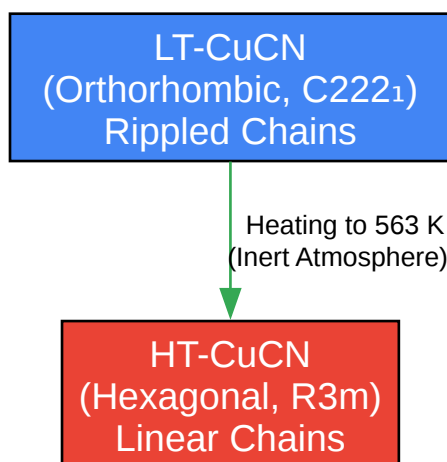 LT-CuCN
(Orthorhombic, C222₁)
Rippled Chains
Heating to 563 K
(Inert Atmosphere)
HT-CuCN
(Hexagonal, R3m)
Linear Chains